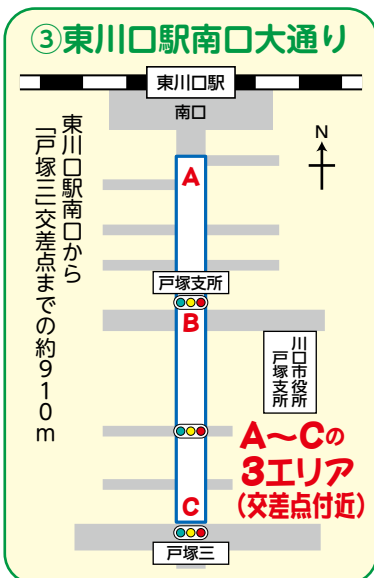 ③東川口駅南口大通り
東川口駅
南口
N
東川口駅南口から
「戸塚三」交差点までの約910m
A
戸塚支所
B
川口市役所
戸塚支所
A〜Cの
3エリア
(交差点付近)
C
戸塚三